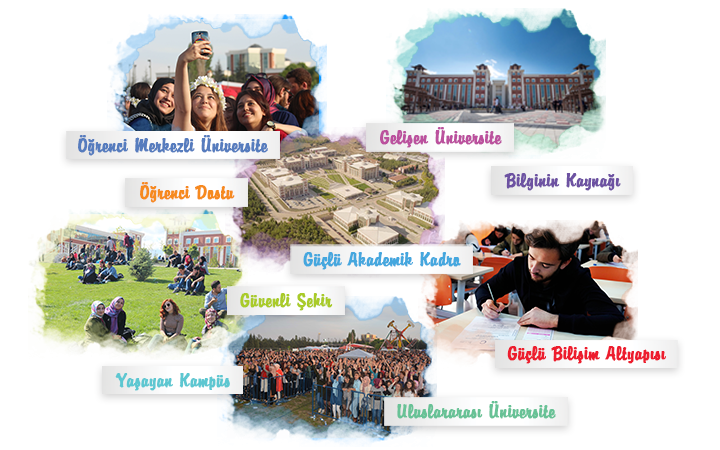 Öğrenci Merkezli Üniversite
Gelişen Üniversite
Bilginin Kaynağı
Öğrenci Dostu
Güçlü Akademik Kadro
Güvenli Şehir
Güçlü Bilişim Altyapısı
Yaşayan Kampüs
Uluslararası Üniversite